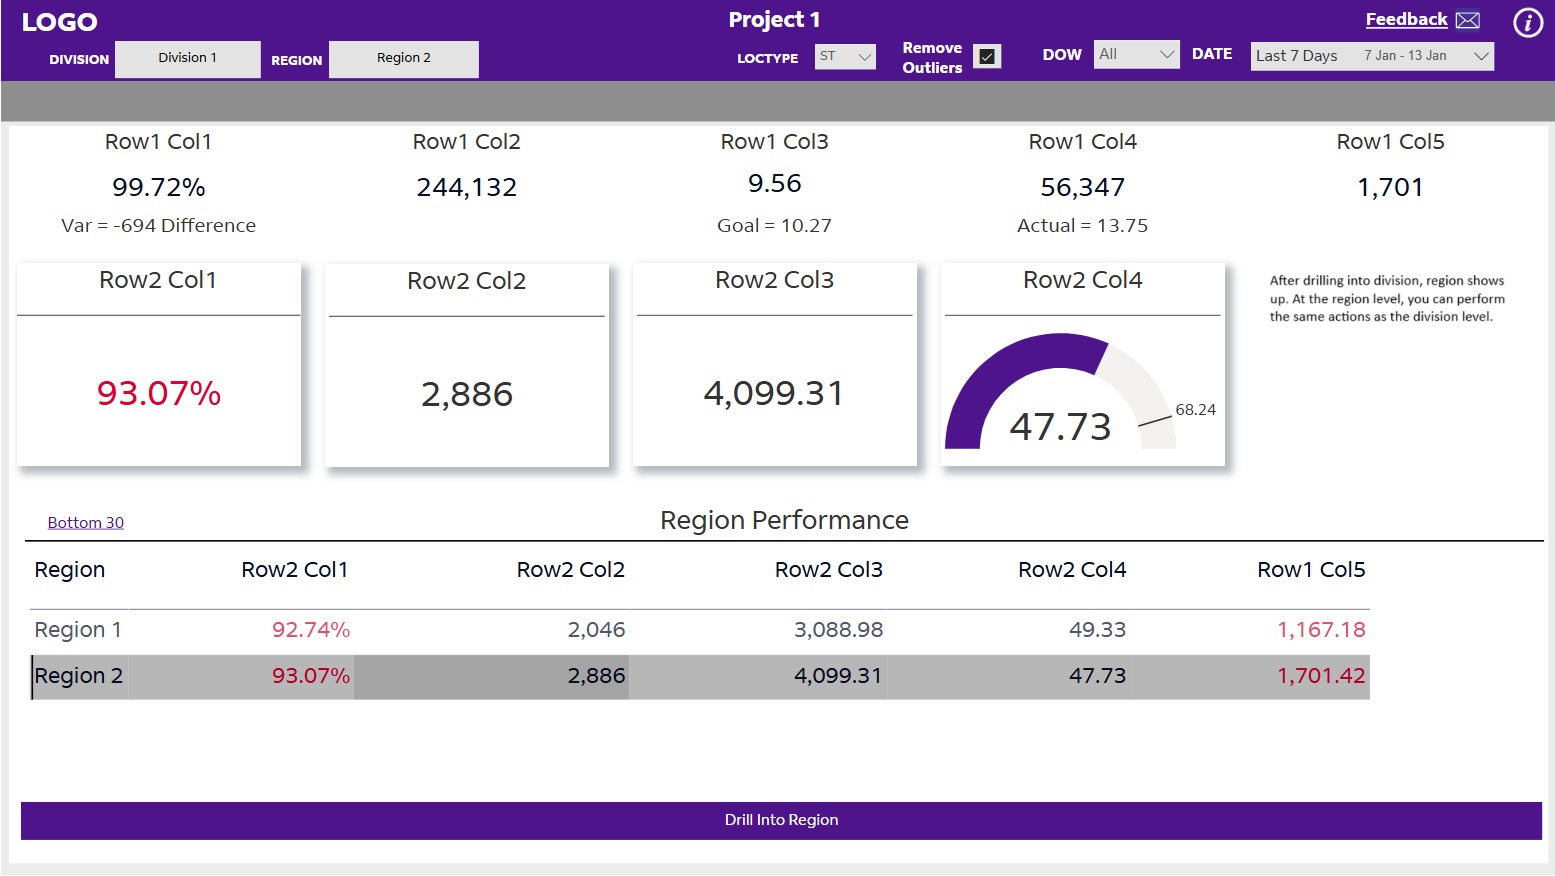 LOGO
Project 1
Feedback
DIVISION Division 1 REGION Region 2 LOCTYPE ST Remove Outliers DOW All DATE Last 7 Days 7 Jan - 13 Jan
Row1 Col1 Row1 Col2 Row1 Col3 Row1 Col4 Row1 Col5
99.72% 244,132 9.56 56,347 1,701
Var = -694 Difference Goal = 10.27 Actual = 13.75
Row2 Col1 Row2 Col2 Row2 Col3 Row2 Col4
93.07% 2,886 4,099.31 47.73 68.24
After drilling into division, region shows
up. At the region level, you can perform
the same actions as the division level.
Bottom 30 Region Performance
Region Row2 Col1 Row2 Col2 Row2 Col3 Row2 Col4 Row1 Col5
Region 1 92.74% 2,046 3,088.98 49.33 1,167.18
Region 2 93.07% 2,886 4,099.31 47.73 1,701.42
Drill Into Region